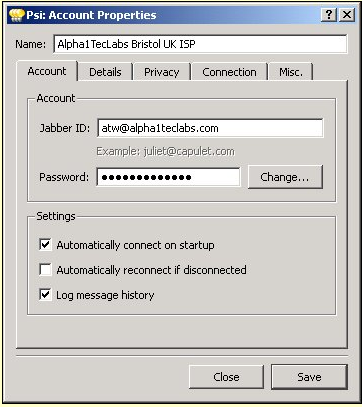 Psi: Account Properties
Name: Alpha1TecLabs Bristol UK ISP
Account Details Privacy Connection Misc.
Account
Jabber ID: atw@alpha1teclabs.com
Example: juliet@capulet.com
Password: ●●●●●●●●●●●●● Change...
Settings
Automatically connect on startup
Automatically reconnect if disconnected
Log message history
Close Save